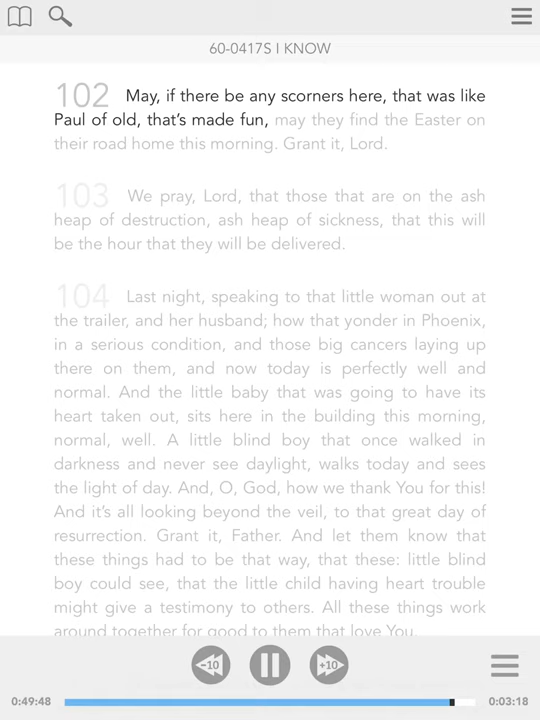 60-0417S I KNOW
102 May, if there be any scorners here, that was like
Paul of old, that's made fun, may they find the Easter on
their road home this morning. Grant it, Lord.
103 We pray, Lord, that those that are on the ash
heap of destruction, ash heap of sickness, that this will
be the hour that they will be delivered.
104 Last night, speaking to that little woman out at
the trailer, and her husband; how that yonder in Phoenix,
in a serious condition, and those big cancers laying up
there on them, and now today is perfectly well and
normal. And the little baby that was going to have its
heart taken out, sits here in the building this morning,
normal, well. A little blind boy that once walked in
darkness and never see daylight, walks today and sees
the light of day. And, O, God, how we thank You for this!
And it's all looking beyond the veil, to that great day of
resurrection. Grant it, Father. And let them know that
these things had to be that way, that these: little blind
boy could see, that the little child having heart trouble
might give a testimony to others. All these things work
around together for good to them that love You.
-10 +10
0:49:48 0:03:18